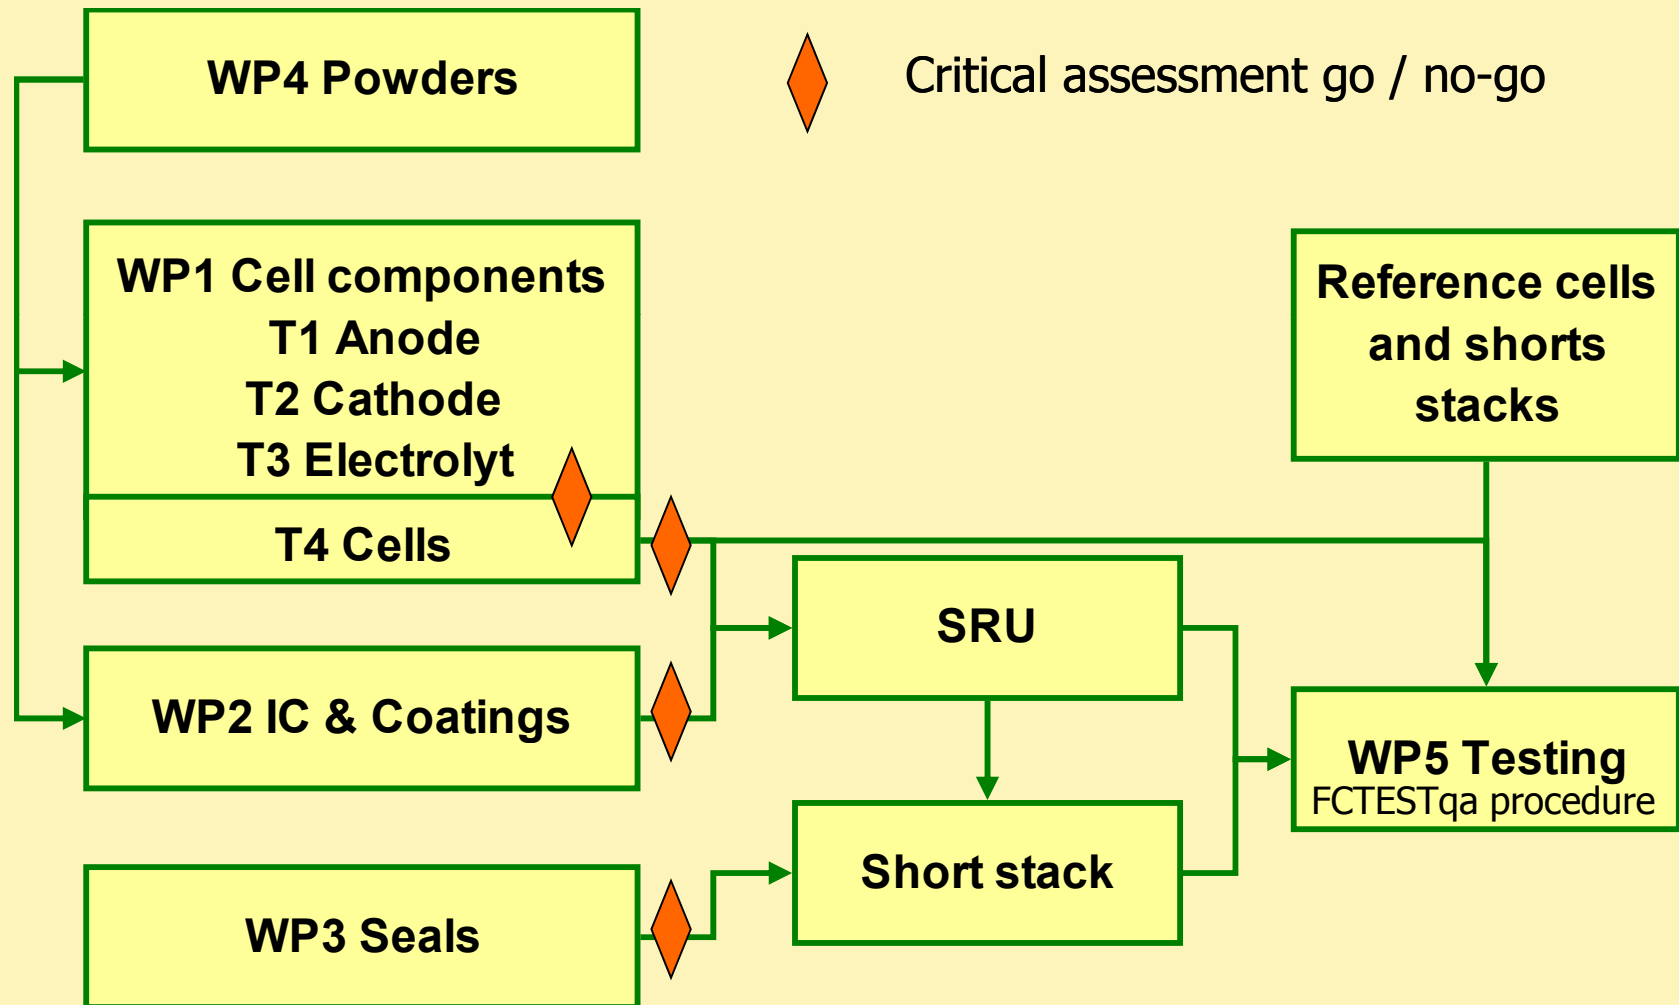 WP4 Powders
Critical assessment go / no-go
WP1 Cell components
T1 Anode
T2 Cathode
T3 Electrolyt
T4 Cells
Reference cells
and shorts
stacks
SRU
WP2 IC & Coatings
WP5 Testing
FCTESTqa procedure
Short stack
WP3 Seals